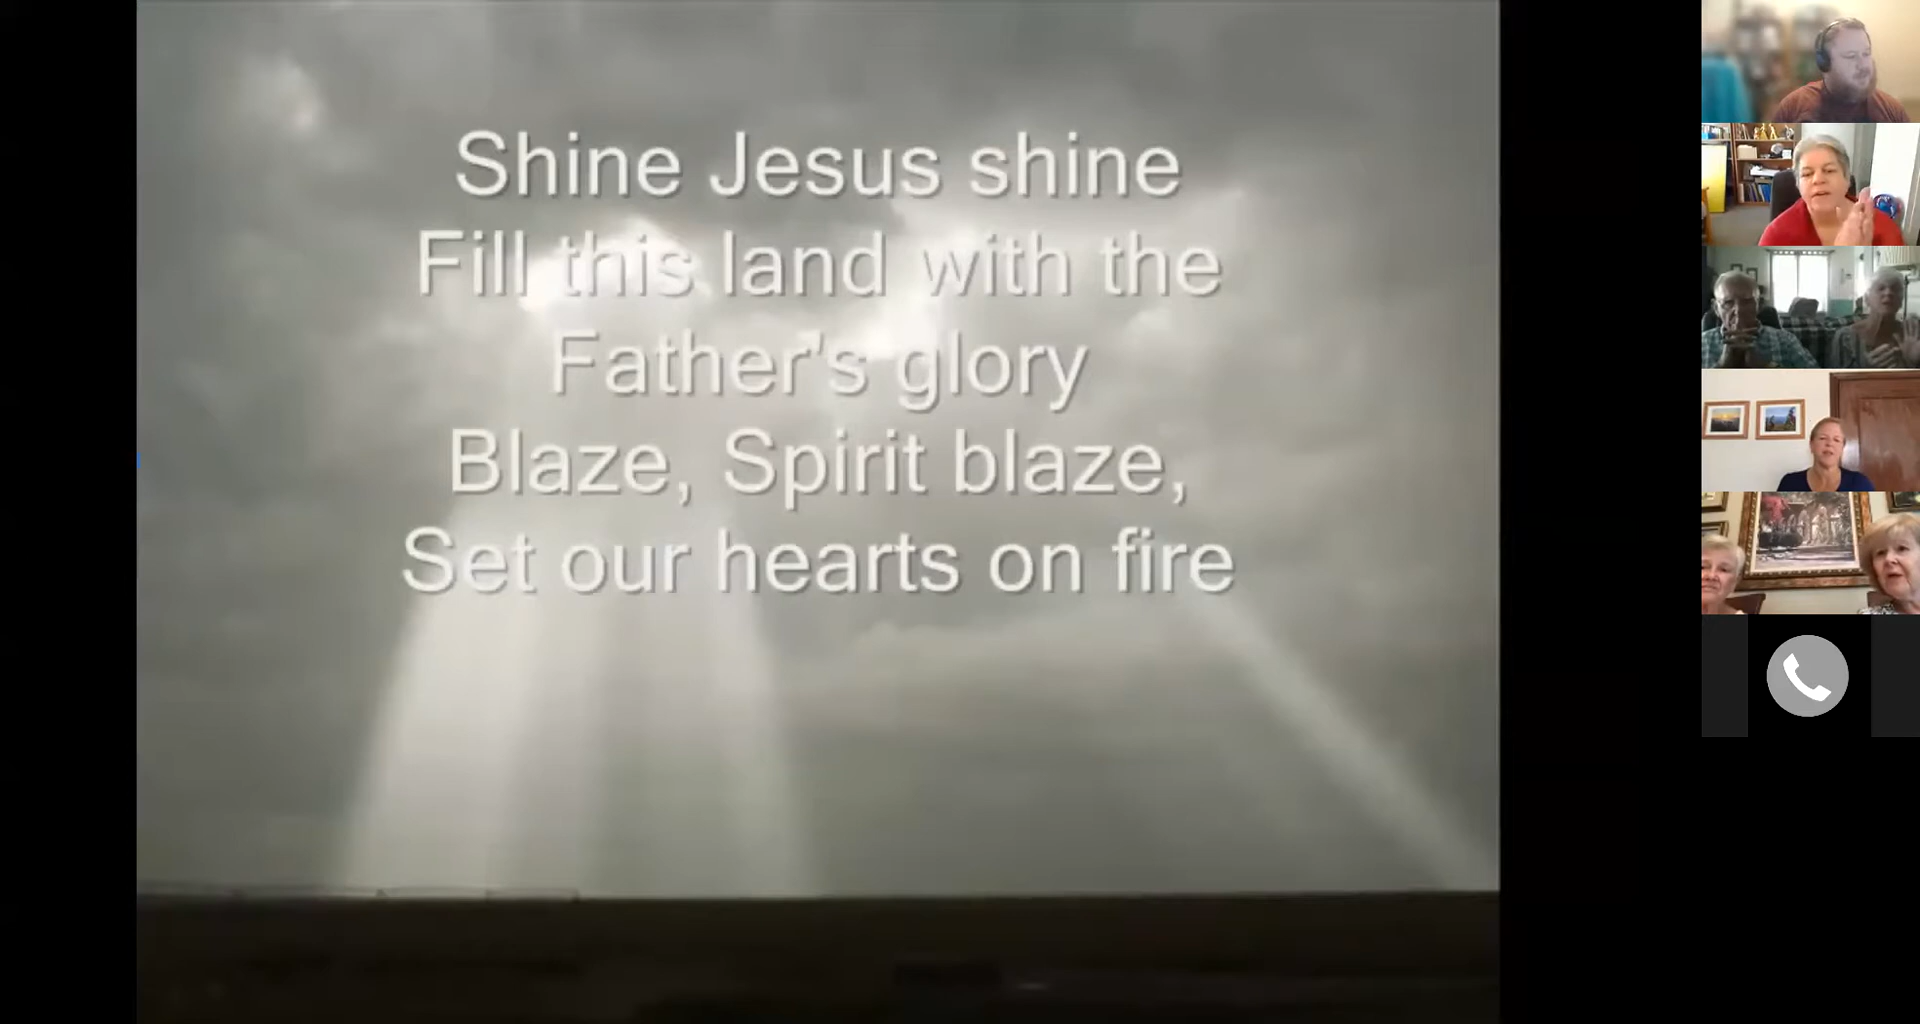 Shine Jesus shine
Fill this land with the
Father's glory
Blaze, Spirit blaze,
Set our hearts on fire